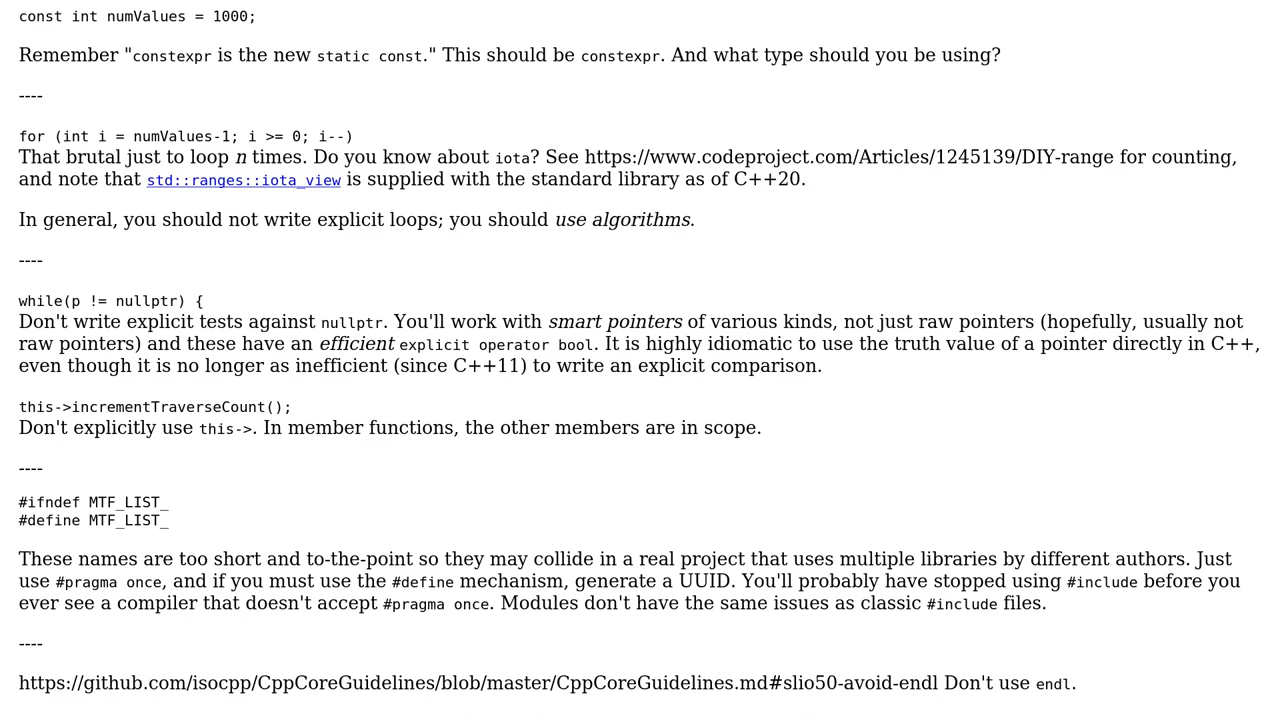 const int numValues = 1000;
Remember "constexpr is the new static const." This should be constexpr. And what type should you be using?
----
for (int i = numValues-1; i >= 0; i--)
That brutal just to loop n times. Do you know about iota? See https://www.codeproject.com/Articles/1245139/DIY-range for counting,
and note that std::ranges::iota_view is supplied with the standard library as of C++20.
In general, you should not write explicit loops; you should use algorithms.
----
while(p != nullptr) {
Don't write explicit tests against nullptr. You'll work with smart pointers of various kinds, not just raw pointers (hopefully, usually not
raw pointers) and these have an efficient explicit operator bool. It is highly idiomatic to use the truth value of a pointer directly in C++,
even though it is no longer as inefficient (since C++11) to write an explicit comparison.
this->incrementTraverseCount();
Don't explicitly use this->. In member functions, the other members are in scope.
----
#ifndef MTF_LIST_
#define MTF_LIST_
These names are too short and to-the-point so they may collide in a real project that uses multiple libraries by different authors. Just
use #pragma once, and if you must use the #define mechanism, generate a UUID. You'll probably have stopped using #include before you
ever see a compiler that doesn't accept #pragma once. Modules don't have the same issues as classic #include files.
----
https://github.com/isocpp/CppCoreGuidelines/blob/master/CppCoreGuidelines.md#slio50-avoid-endl Don't use endl.